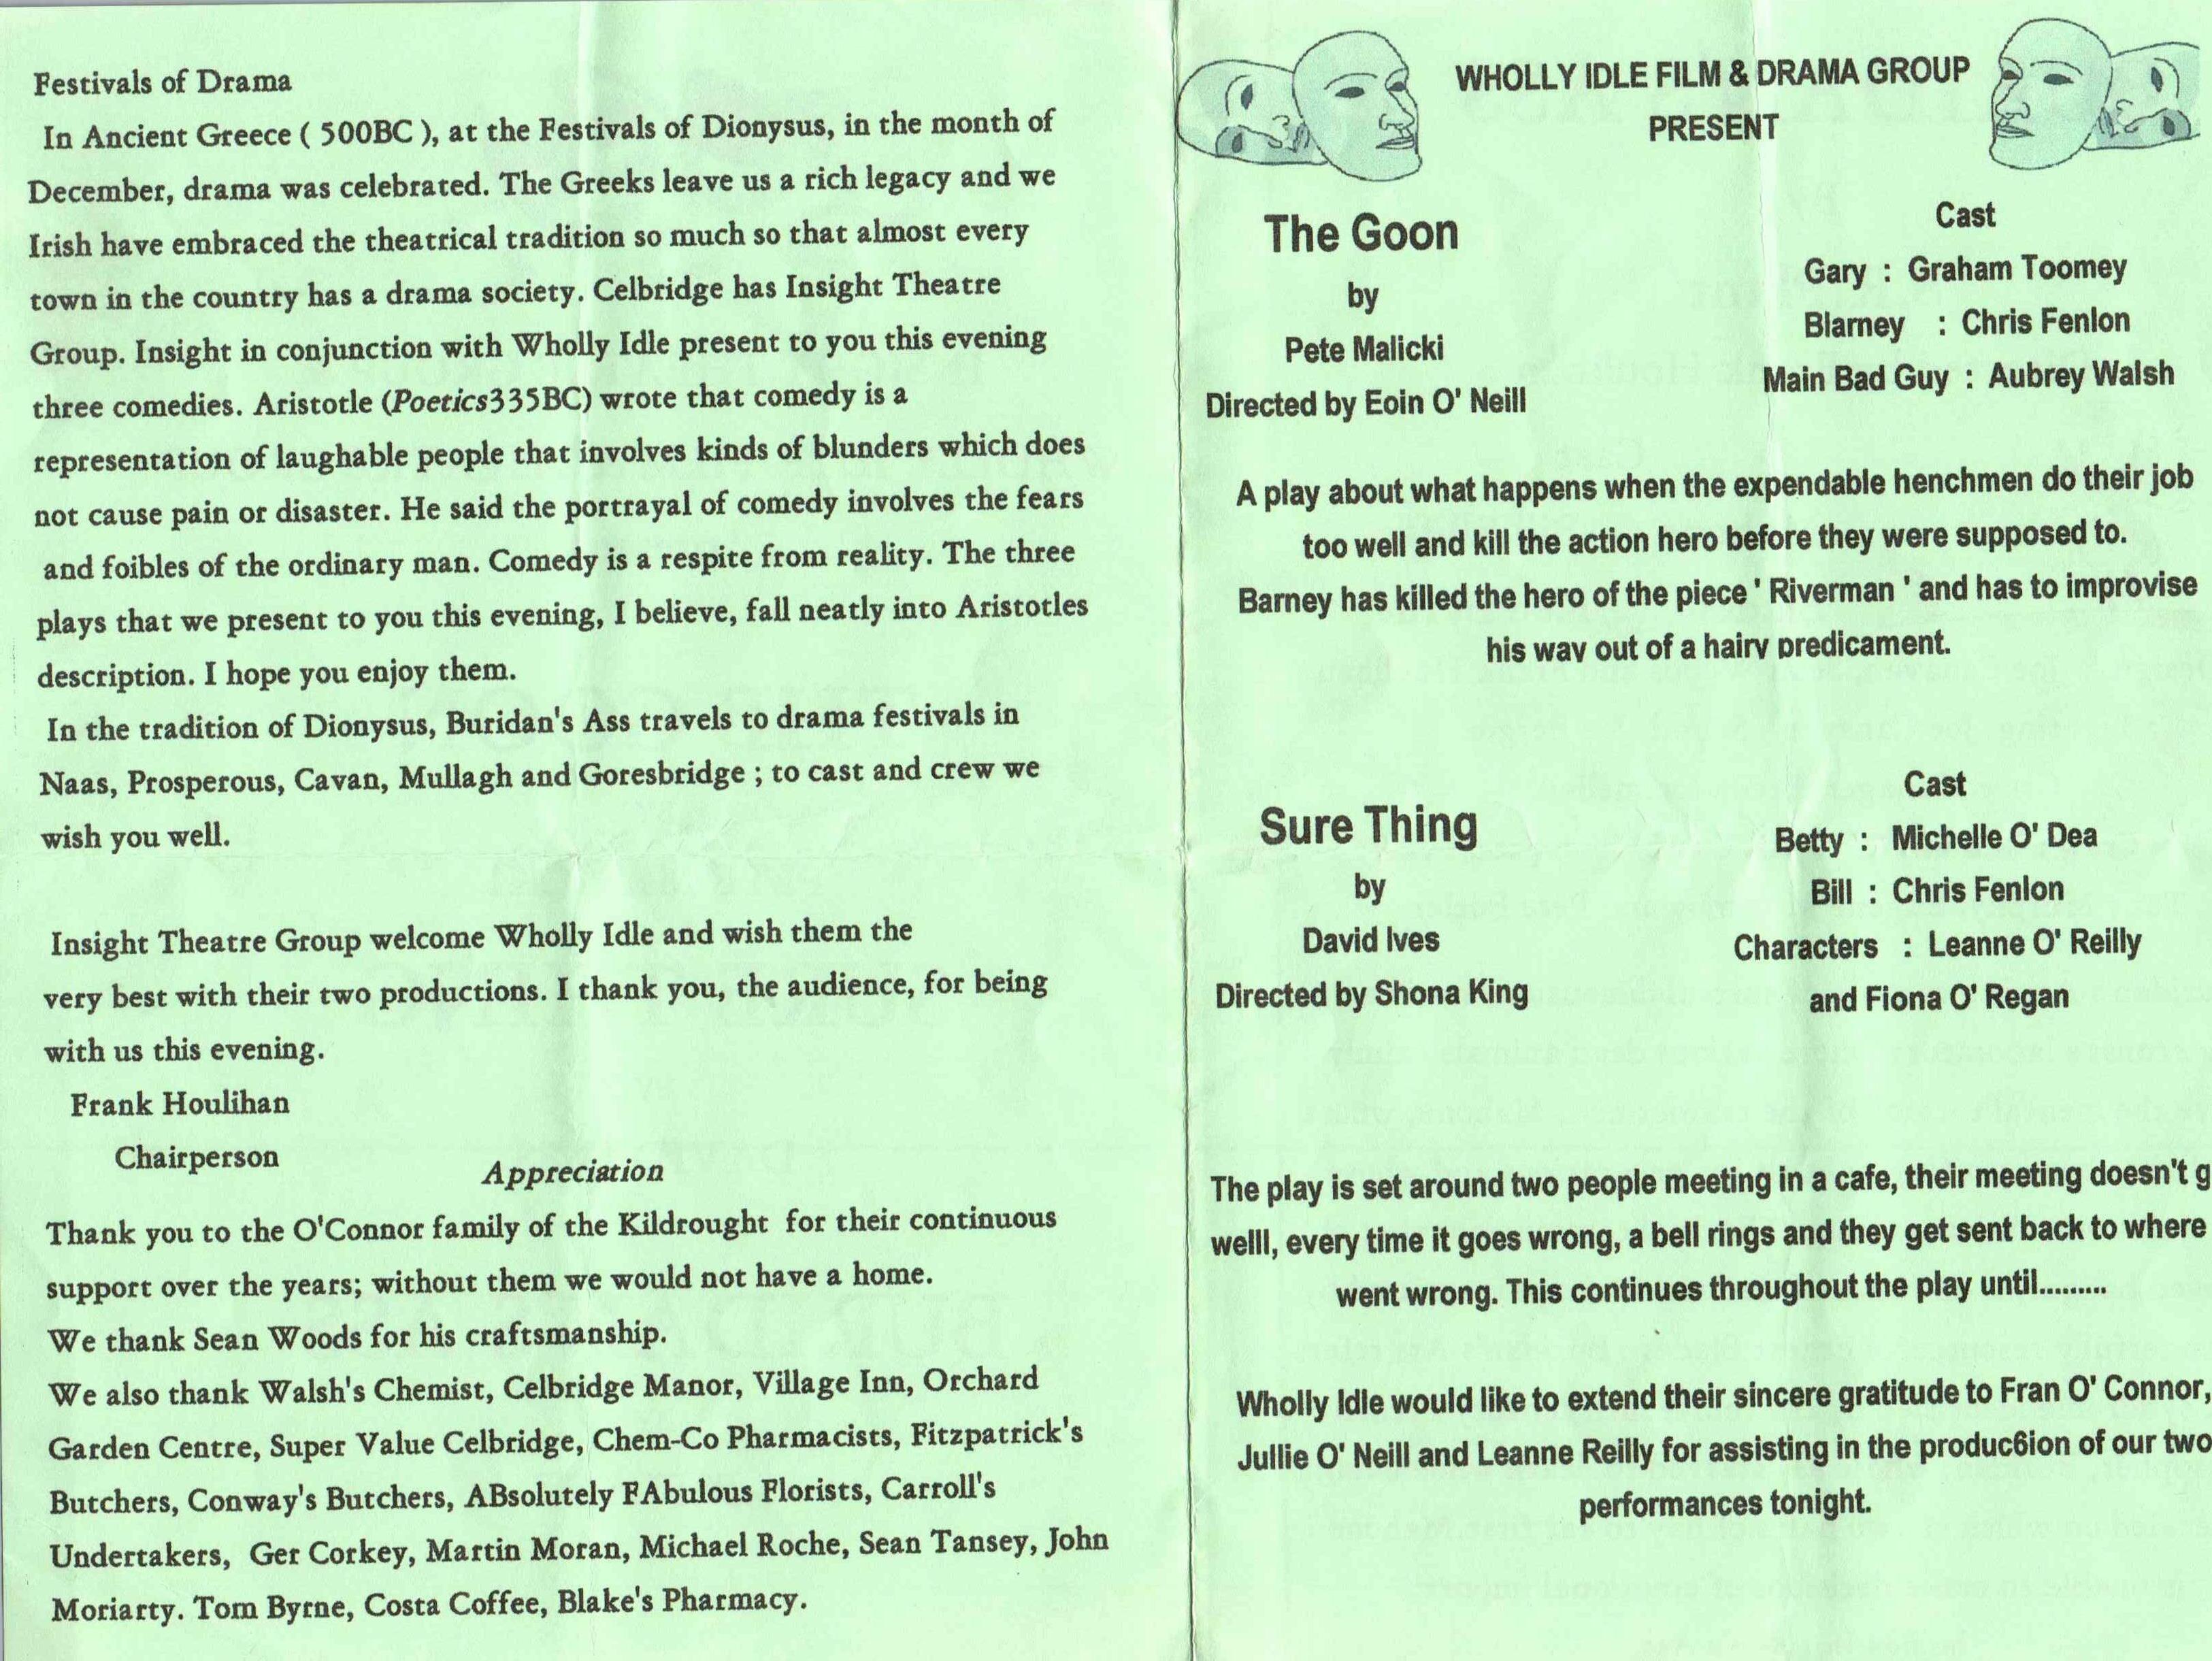 Festivals of Drama
In Ancient Greece ( 500BC ), at the Festivals of Dionysus, in the month of
December, drama was celebrated. The Greeks leave us a rich legacy and we
Irish have embraced the theatrical tradition so much so that almost every
town in the country has a drama society. Celbridge has Insight Theatre
Group. Insight in conjunction with Wholly Idle present to you this evening
three comedies. Aristotle (Poetics335BC) wrote that comedy is a
representation of laughable people that involves kinds of blunders which does
not cause pain or disaster. He said the portrayal of comedy involves the fears
and foibles of the ordinary man. Comedy is a respite from reality. The three
plays that we present to you this evening, I believe, fall neatly into Aristotles
description. I hope you enjoy them.
In the tradition of Dionysus, Buridan's Ass travels to drama festivals in
Naas, Prosperous, Cavan, Mullagh and Goresbridge ; to cast and crew we
wish you well.
Insight Theatre Group welcome Wholly Idle and wish them the
very best with their two productions. I thank you, the audience, for being
with us this evening.
Frank Houlihan
Chairperson
Appreciation
Thank you to the O'Connor family of the Kildrought for their continuous
support over the years; without them we would not have a home.
We thank Sean Woods for his craftsmanship.
We also thank Walsh's Chemist, Celbridge Manor, Village Inn, Orchard
Garden Centre, Super Value Celbridge, Chem-Co Pharmacists, Fitzpatrick's
Butchers, Conway's Butchers, ABsolutely FAbulous Florists, Carroll's
Undertakers, Ger Corkey, Martin Moran, Michael Roche, Sean Tansey, John
Moriarty. Tom Byrne, Costa Coffee, Blake's Pharmacy.
WHOLLY IDLE FILM & DRAMA GROUP
PRESENT
The Goon
by
Pete Malicki
Directed by Eoin O' Neill
Cast
Gary : Graham Toomey
Blarney : Chris Fenlon
Main Bad Guy : Aubrey Walsh
A play about what happens when the expendable henchmen do their job
too well and kill the action hero before they were supposed to.
Barney has killed the hero of the piece ' Riverman ' and has to improvise
his way out of a hairy predicament.
Sure Thing
by
David Ives
Directed by Shona King
Cast
Betty : Michelle O' Dea
Bill : Chris Fenlon
Characters : Leanne O' Reilly
and Fiona O' Regan
The play is set around two people meeting in a cafe, their meeting doesn't g
welll, every time it goes wrong, a bell rings and they get sent back to where
went wrong. This continues throughout the play until.........
Wholly Idle would like to extend their sincere gratitude to Fran O' Connor,
Jullie O' Neill and Leanne Reilly for assisting in the produc6ion of our two
performances tonight.